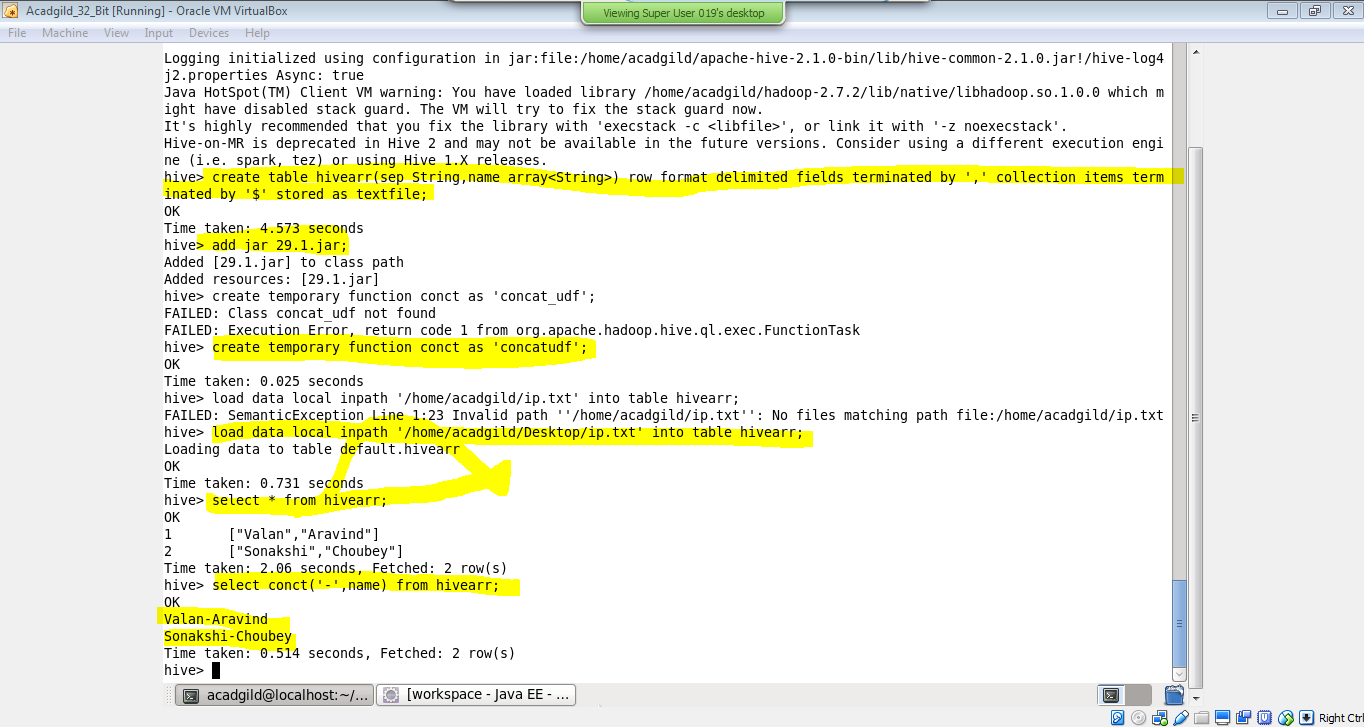 Acadgild_32_Bit [Running] - Oracle VM VirtualBox
Viewing Super User 019's desktop
File Machine View Input Devices Help
Logging initialized using configuration in jar:file:/home/acadgild/apache-hive-2.1.0-bin/lib/hive-common-2.1.0.jar!/hive-log4
j2.properties Async: true
Java HotSpot(TM) Client VM warning: You have loaded library /home/acadgild/hadoop-2.7.2/lib/native/libhadoop.so.1.0.0 which m
ight have disabled stack guard. The VM will try to fix the stack guard now.
It's highly recommended that you fix the library with 'execstack -c <libfile>', or link it with '-z noexecstack'.
Hive-on-MR is deprecated in Hive 2 and may not be available in the future versions. Consider using a different execution engi
ne (i.e. spark, tez) or using Hive 1.X releases.
hive> create table hivearr(sep String,name array<String>) row format delimited fields terminated by ',' collection items term
inated by '$' stored as textfile;
OK
Time taken: 4.573 seconds
hive> add jar 29.1.jar;
Added [29.1.jar] to class path
Added resources: [29.1.jar]
hive> create temporary function conct as 'concat_udf';
FAILED: Class concat_udf not found
FAILED: Execution Error, return code 1 from org.apache.hadoop.hive.ql.exec.FunctionTask
hive> create temporary function conct as 'concatudf';
OK
Time taken: 0.025 seconds
hive> load data local inpath '/home/acadgild/ip.txt' into table hivearr;
FAILED: SemanticException Line 1:23 Invalid path ''/home/acadgild/ip.txt'': No files matching path file:/home/acadgild/ip.txt
hive> load data local inpath '/home/acadgild/Desktop/ip.txt' into table hivearr;
Loading data to table default.hivearr
OK
Time taken: 0.731 seconds
hive> select * from hivearr;
OK
1 ["Valan","Aravind"]
2 ["Sonakshi","Choubey"]
Time taken: 2.06 seconds, Fetched: 2 row(s)
hive> select conct('-',name) from hivearr;
OK
Valan-Aravind
Sonakshi-Choubey
Time taken: 0.514 seconds, Fetched: 2 row(s)
hive>
acadgild@localhost:~/... [workspace - Java EE - ...
Right Ctrl